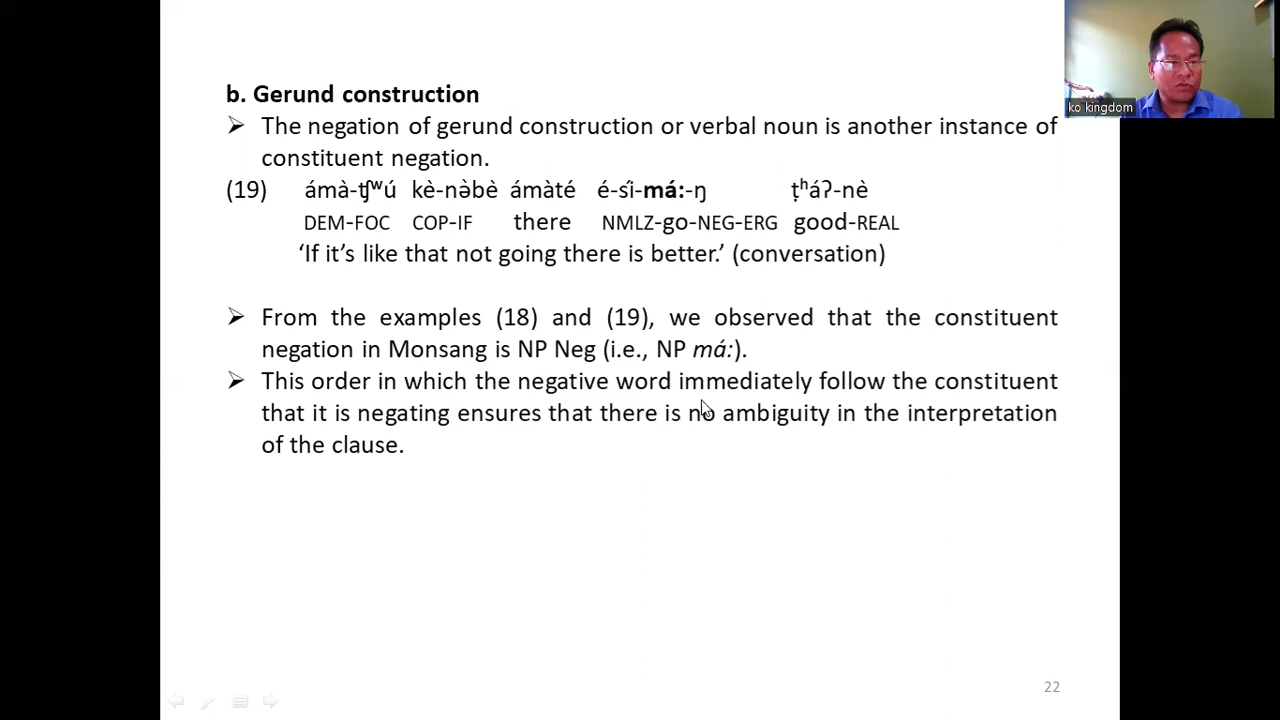 b. Gerund construction
➢ The negation of gerund construction or verbal noun is another instance of
constituent negation.
(19) ámà-ʧʷú kè-nə̀bè ámàté é-sî-má:-ŋ ṭʰáʔ-nè
DEM-FOC COP-IF there NMLZ-go-NEG-ERG good-REAL
‘If it’s like that not going there is better.’ (conversation)
➢ From the examples (18) and (19), we observed that the constituent
negation in Monsang is NP Neg (i.e., NP má:).
➢ This order in which the negative word immediately follow the constituent
that it is negating ensures that there is no ambiguity in the interpretation
of the clause.
22
ko kingdom